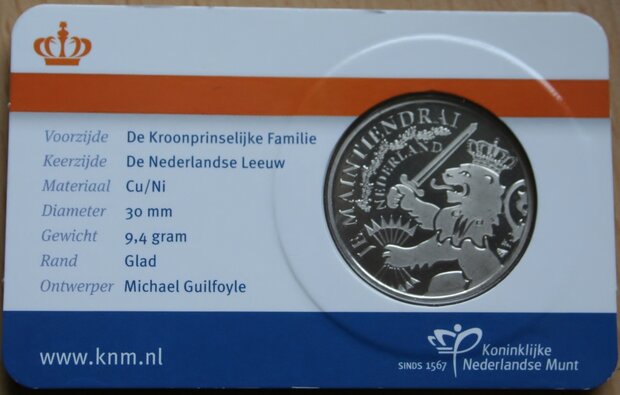 Voorzijde De Kroonprinselijke Familie
Keerzijde De Nederlandse Leeuw
Materiaal Cu/Ni
Diameter 30 mm
Gewicht 9,4 gram
Rand Glad
Ontwerper Michael Guilfoyle
JE MAINTIENDRAI
NEDERLAND
www.knm.nl
SINDS 1567
Koninklijke
Nederlandse Munt